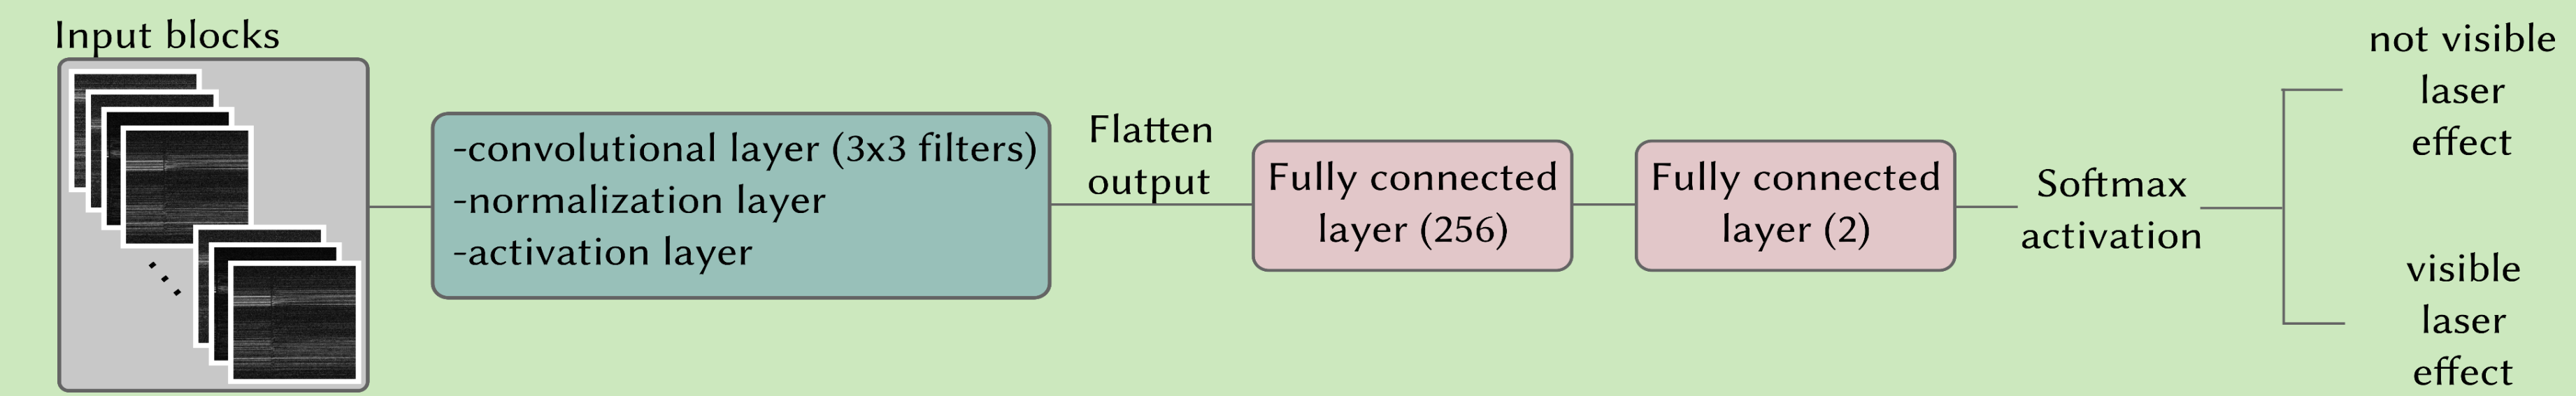 Input blocks
-convolutional layer (3x3 filters)
-normalization layer
-activation layer
Flatten
output
Fully connected
layer (256)
Fully connected
layer (2)
Softmax
activation
not visible
laser
effect
visible
laser
effect